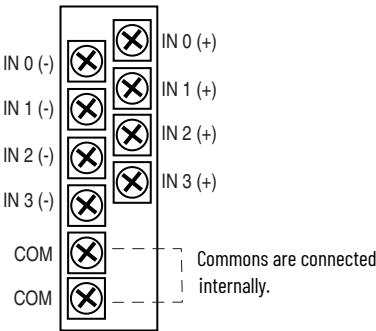 IN 0 (+)
IN 0 (-)
IN 1 (+)
IN 1 (-)
IN 2 (+)
IN 2 (-)
IN 3 (+)
IN 3 (-)
COM
COM
Commons are connected
internally.